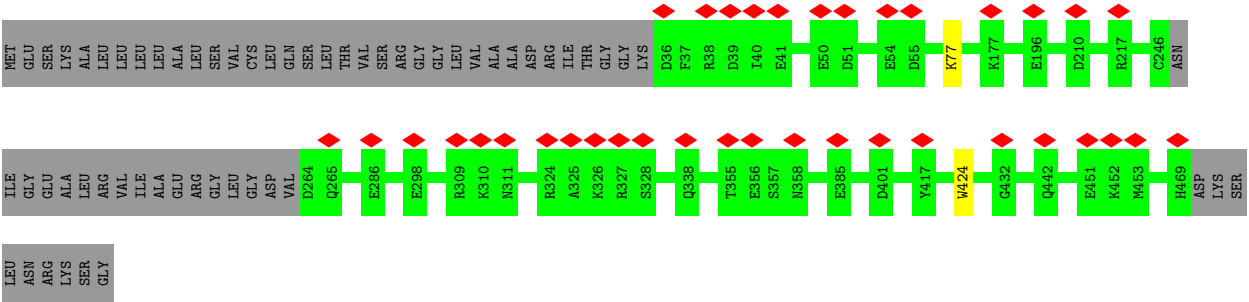 MET GLU SER LYS ALA LEU LEU LEU LEU ALA LEU SER VAL CYS LEU GLN SER LEU THR VAL SER ARG GLY GLY LEU VAL ALA ALA ASP ARG ILE THR GLY GLY LYS D36 F37 R38 D39 I40 E41 E50 D51 E54 D55 K77 K177 E196 D210 R217 C246 ASN
ILE GLY GLU ALA LEU ARG VAL ILE ALA GLU ARG GLY LEU GLY ASP VAL D264 Q265 E286 E298 R309 K310 N311 R324 A325 K326 R327 S328 Q338 T355 E356 S357 N358 E385 D401 Y417 W424 G432 Q442 E451 K452 M453 H469 ASP LYS SER
LEU ASN ARG LYS SER GLY